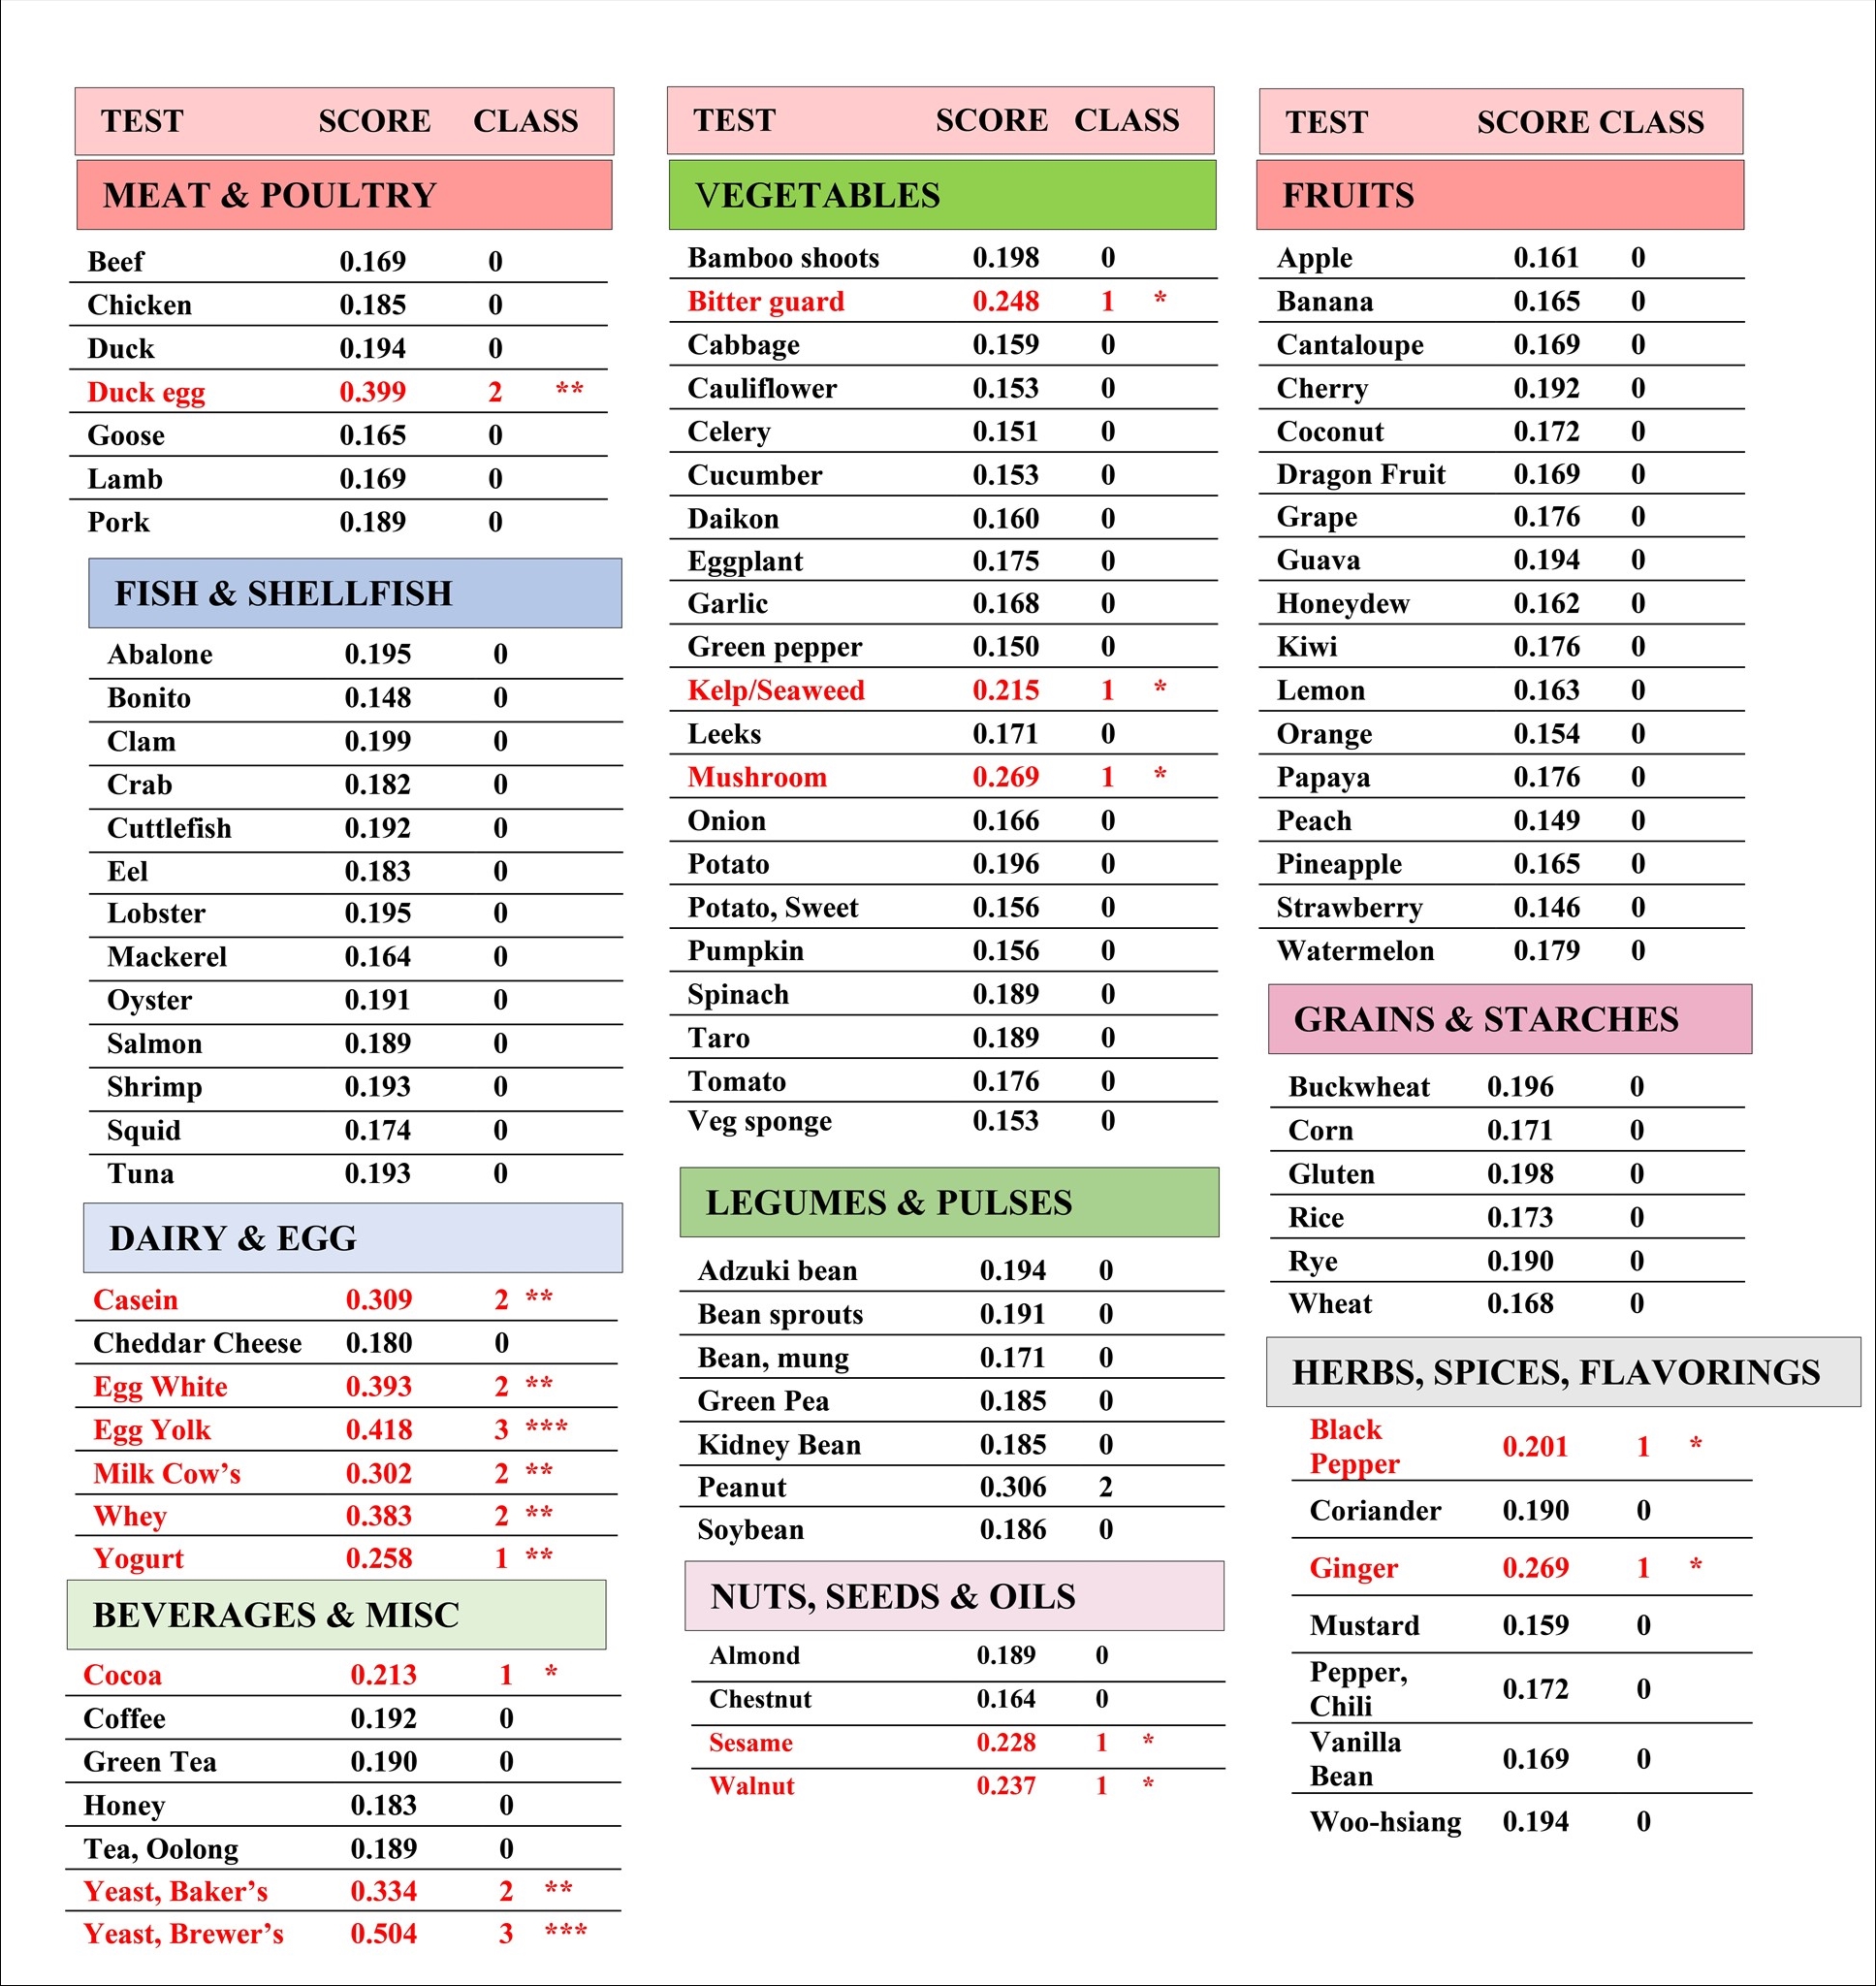 TEST SCORE CLASS
MEAT & POULTRY
Beef 0.169 0
Chicken 0.185 0
Duck 0.194 0
Duck egg 0.399 2 **
Goose 0.165 0
Lamb 0.169 0
Pork 0.189 0
FISH & SHELLFISH
Abalone 0.195 0
Bonito 0.148 0
Clam 0.199 0
Crab 0.182 0
Cuttlefish 0.192 0
Eel 0.183 0
Lobster 0.195 0
Mackerel 0.164 0
Oyster 0.191 0
Salmon 0.189 0
Shrimp 0.193 0
Squid 0.174 0
Tuna 0.193 0
DAIRY & EGG
Casein 0.309 2 **
Cheddar Cheese 0.180 0
Egg White 0.393 2 **
Egg Yolk 0.418 3 ***
Milk Cow’s 0.302 2 **
Whey 0.383 2 **
Yogurt 0.258 1 **
BEVERAGES & MISC
Cocoa 0.213 1 *
Coffee 0.192 0
Green Tea 0.190 0
Honey 0.183 0
Tea, Oolong 0.189 0
Yeast, Baker’s 0.334 2 **
Yeast, Brewer’s 0.504 3 ***
TEST SCORE CLASS
VEGETABLES
Bamboo shoots 0.198 0
Bitter guard 0.248 1 *
Cabbage 0.159 0
Cauliflower 0.153 0
Celery 0.151 0
Cucumber 0.153 0
Daikon 0.160 0
Eggplant 0.175 0
Garlic 0.168 0
Green pepper 0.150 0
Kelp/Seaweed 0.215 1 *
Leeks 0.171 0
Mushroom 0.269 1 *
Onion 0.166 0
Potato 0.196 0
Potato, Sweet 0.156 0
Pumpkin 0.156 0
Spinach 0.189 0
Taro 0.189 0
Tomato 0.176 0
Veg sponge 0.153 0
LEGUMES & PULSES
Adzuki bean 0.194 0
Bean sprouts 0.191 0
Bean, mung 0.171 0
Green Pea 0.185 0
Kidney Bean 0.185 0
Peanut 0.306 2
Soybean 0.186 0
NUTS, SEEDS & OILS
Almond 0.189 0
Chestnut 0.164 0
Sesame 0.228 1 *
Walnut 0.237 1 *
TEST SCORE CLASS
FRUITS
Apple 0.161 0
Banana 0.165 0
Cantaloupe 0.169 0
Cherry 0.192 0
Coconut 0.172 0
Dragon Fruit 0.169 0
Grape 0.176 0
Guava 0.194 0
Honeydew 0.162 0
Kiwi 0.176 0
Lemon 0.163 0
Orange 0.154 0
Papaya 0.176 0
Peach 0.149 0
Pineapple 0.165 0
Strawberry 0.146 0
Watermelon 0.179 0
GRAINS & STARCHES
Buckwheat 0.196 0
Corn 0.171 0
Gluten 0.198 0
Rice 0.173 0
Rye 0.190 0
Wheat 0.168 0
HERBS, SPICES, FLAVORINGS
Black
Pepper 0.201 1 *
Coriander 0.190 0
Ginger 0.269 1 *
Mustard 0.159 0
Pepper,
Chili 0.172 0
Vanilla
Bean 0.169 0
Woo-hsiang 0.194 0